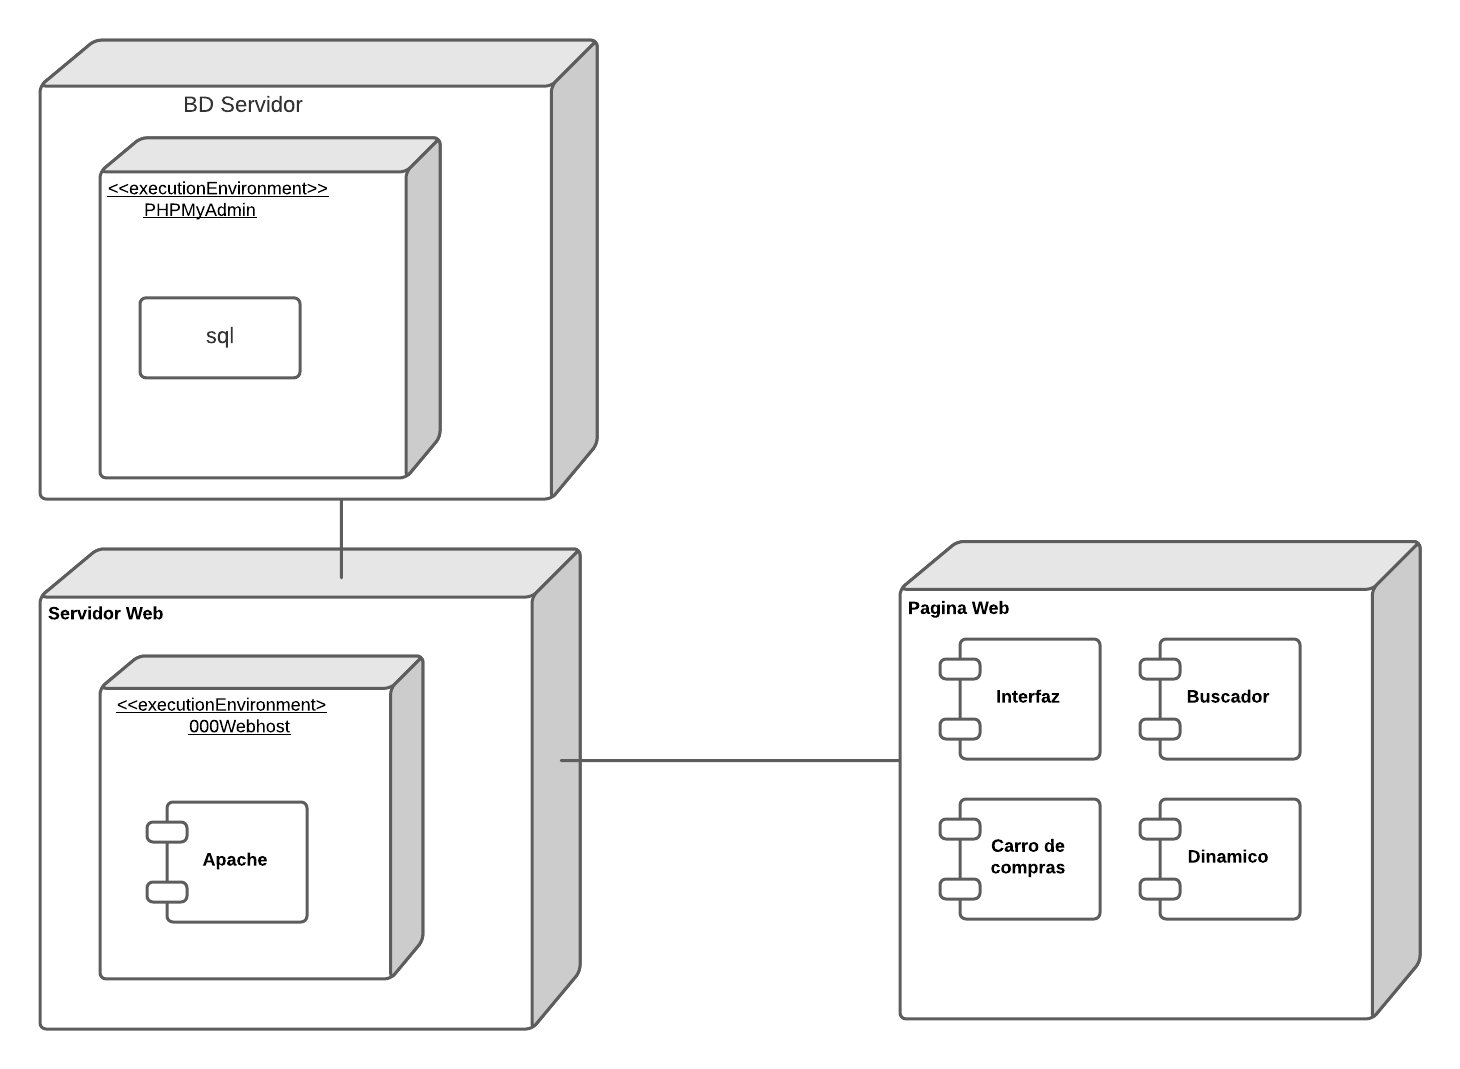 BD Servidor
<<executionEnvironment>>
PHPMyAdmin
sql
Servidor Web
<<executionEnvironment>
000Webhost
Apache
Pagina Web
Interfaz
Buscador
Carro de
compras
Dinamico